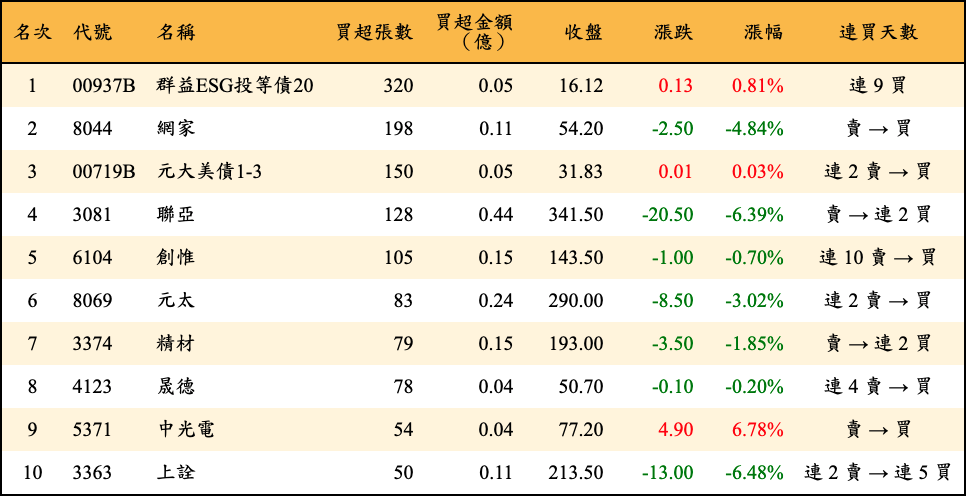 名次 代號 名稱 買超張數 買超金額（億） 收盤 漲跌 漲幅 連買天數
1 00937B 群益ESG投等債20 320 0.05 16.12 0.13 0.81% 連 9 買
2 8044 網家 198 0.11 54.20 -2.50 -4.84% 賣 → 買
3 00719B 元大美債1-3 150 0.05 31.83 0.01 0.03% 連 2 賣 → 買
4 3081 聯亞 128 0.44 341.50 -20.50 -6.39% 賣 → 連 2 買
5 6104 創惟 105 0.15 143.50 -1.00 -0.70% 連 10 賣 → 買
6 8069 元太 83 0.24 290.00 -8.50 -3.02% 連 2 賣 → 買
7 3374 精材 79 0.15 193.00 -3.50 -1.85% 賣 → 連 2 買
8 4123 晟德 78 0.04 50.70 -0.10 -0.20% 連 4 賣 → 買
9 5371 中光電 54 0.04 77.20 4.90 6.78% 賣 → 買
10 3363 上詮 50 0.11 213.50 -13.00 -6.48% 連 2 賣 → 連 5 買